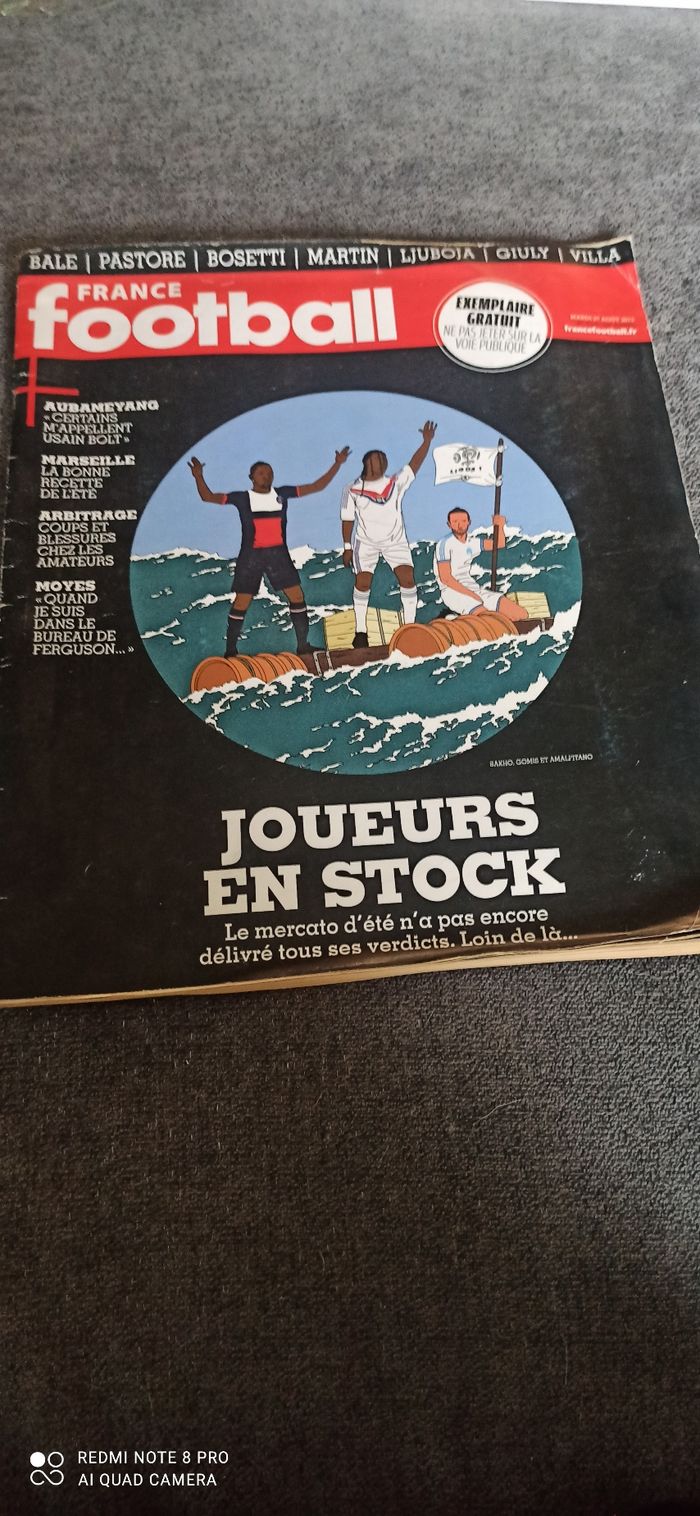 BALE | PASTORE | BOSETTI | MARTIN | LJUBOJA | GIULY | VILLA
FRANCE
football
EXEMPLAIRE
GRATUIT
NE PAS JETER SUR LA
VOIE PUBLIQUE
francefootball.fr
AUBAMEYANG
« CERTAINS
M'APPELLENT
USAIN BOLT »
MARSEILLE
LA BONNE
RECETTE
DE L'ÉTÉ
ARBITRAGE
COUPS ET
BLESSURES
CHEZ LES
AMATEURS
MOYES
« QUAND
JE SUIS
DANS LE
BUREAU DE
FERGUSON... »
LIGUE 1
SAKHO, GOMIS ET AMALFITANO
JOUEURS
EN STOCK
Le mercato d'été n'a pas encore
délivré tous ses verdicts. Loin de là...
REDMI NOTE 8 PRO
AI QUAD CAMERA